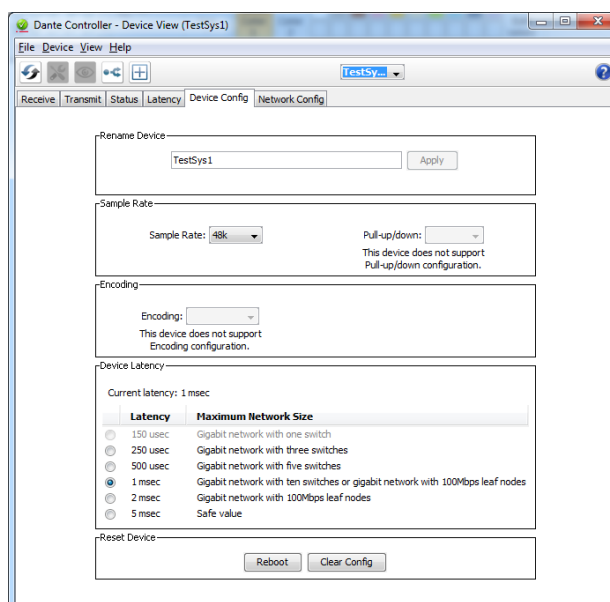 Dante Controller - Device View (TestSys1)
File Device View Help
TestSy...
Receive Transmit Status Latency Device Config Network Config
Rename Device
TestSys1 Apply
Sample Rate
Sample Rate: 48k Pull-up/down:
This device does not support
Pull-up/down configuration.
Encoding
Encoding:
This device does not support
Encoding configuration.
Device Latency
Current latency: 1 msec
Latency Maximum Network Size
150 usec Gigabit network with one switch
250 usec Gigabit network with three switches
500 usec Gigabit network with five switches
1 msec Gigabit network with ten switches or gigabit network with 100Mbps leaf nodes
2 msec Gigabit network with 100Mbps leaf nodes
5 msec Safe value
Reset Device
Reboot Clear Config